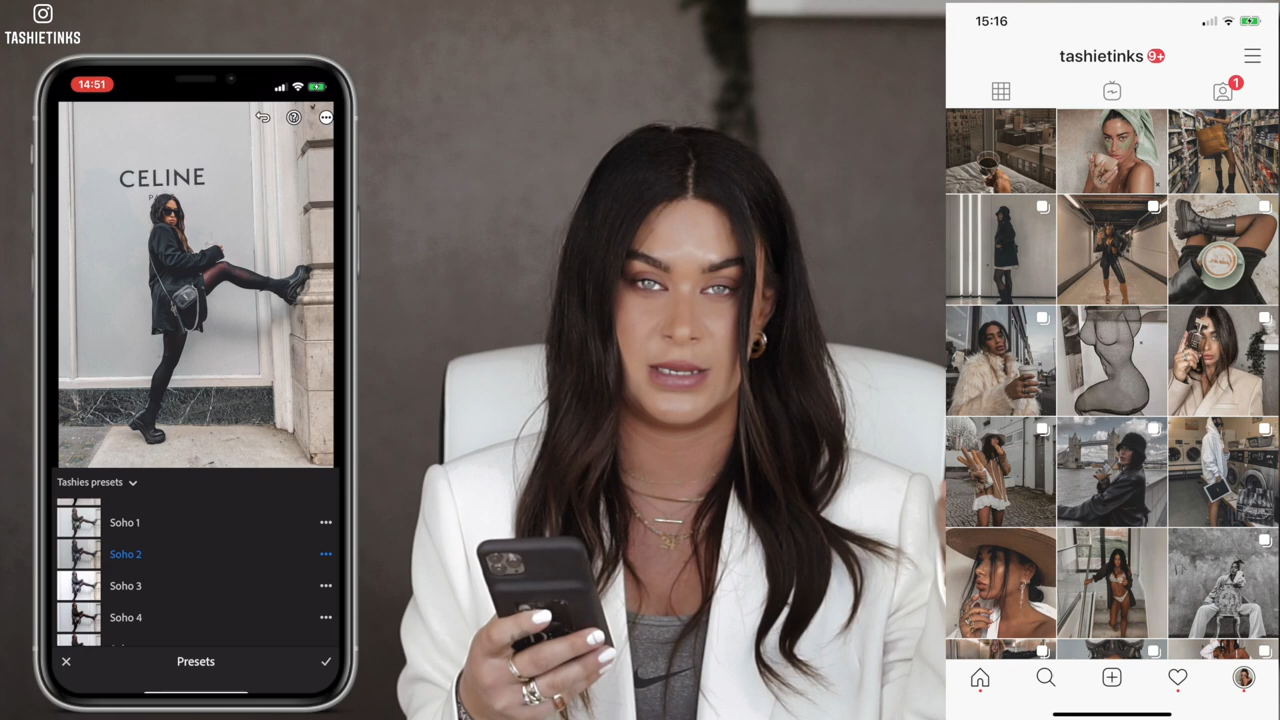 TASHIETINKS
14:51
CELINE
Tashies presets
Soho 1
Soho 2
Soho 3
Soho 4
Presets
15:16
tashietinks 9+
1